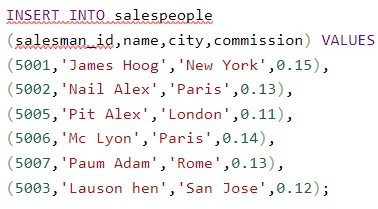 INSERT INTO salespeople
(salesman_id,name,city,commission) VALUES
(5001,'James Hoog','New York',0.15),
(5002,'Nail Alex','Paris',0.13),
(5005,'Pit Alex','London',0.11),
(5006,'Mc Lyon','Paris',0.14),
(5007,'Paum Adam','Rome',0.13),
(5003,'Lauson hen','San Jose',0.12);